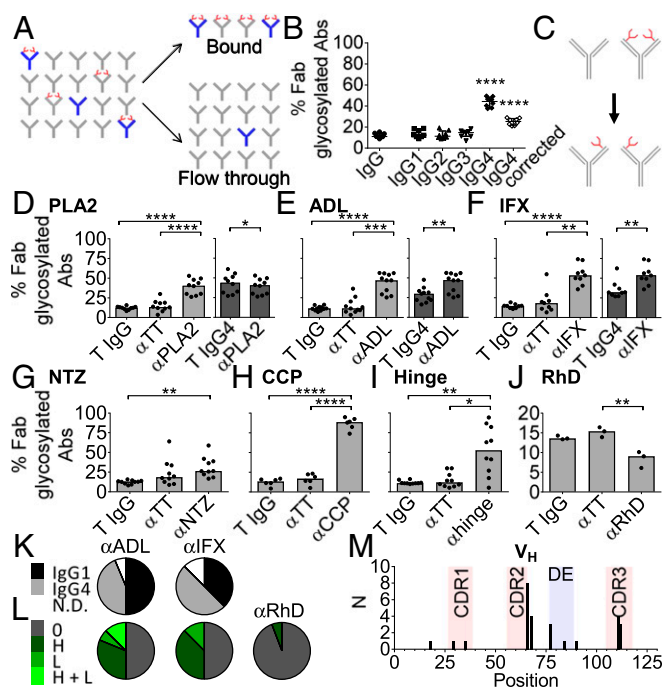 A
Bound
Flow through
B
% Fab
glycosylated Abs
100
80
60
40
20
0
****
****
IgG
IgG1
IgG2
IgG3
IgG4
IgG4
corrected
C
D PLA2
% Fab
glycosylated Abs
100
75
50
25
0
****
****
*
T IgG
αTT
αPLA2
T IgG4
αPLA2
E ADL
****
***
**
T IgG
αTT
αADL
T IgG4
αADL
F IFX
****
**
**
T IgG
αTT
αIFX
T IgG4
αIFX
G NTZ
% Fab
glycosylated Abs
100
75
50
25
0
**
T IgG
αTT
αNTZ
H CCP
****
****
T IgG
αTT
αCCP
I Hinge
**
*
T IgG
αTT
αhinge
J RhD
20
15
10
5
0
**
T IgG
αTT
αRhD
K
αADL
αIFX
IgG1
IgG4
N.D.
L
αRhD
0
H
L
H + L
M
VH
N
10
8
6
4
2
0
CDR1
CDR2
DE
CDR3
0 25 50 75 100 125
Position